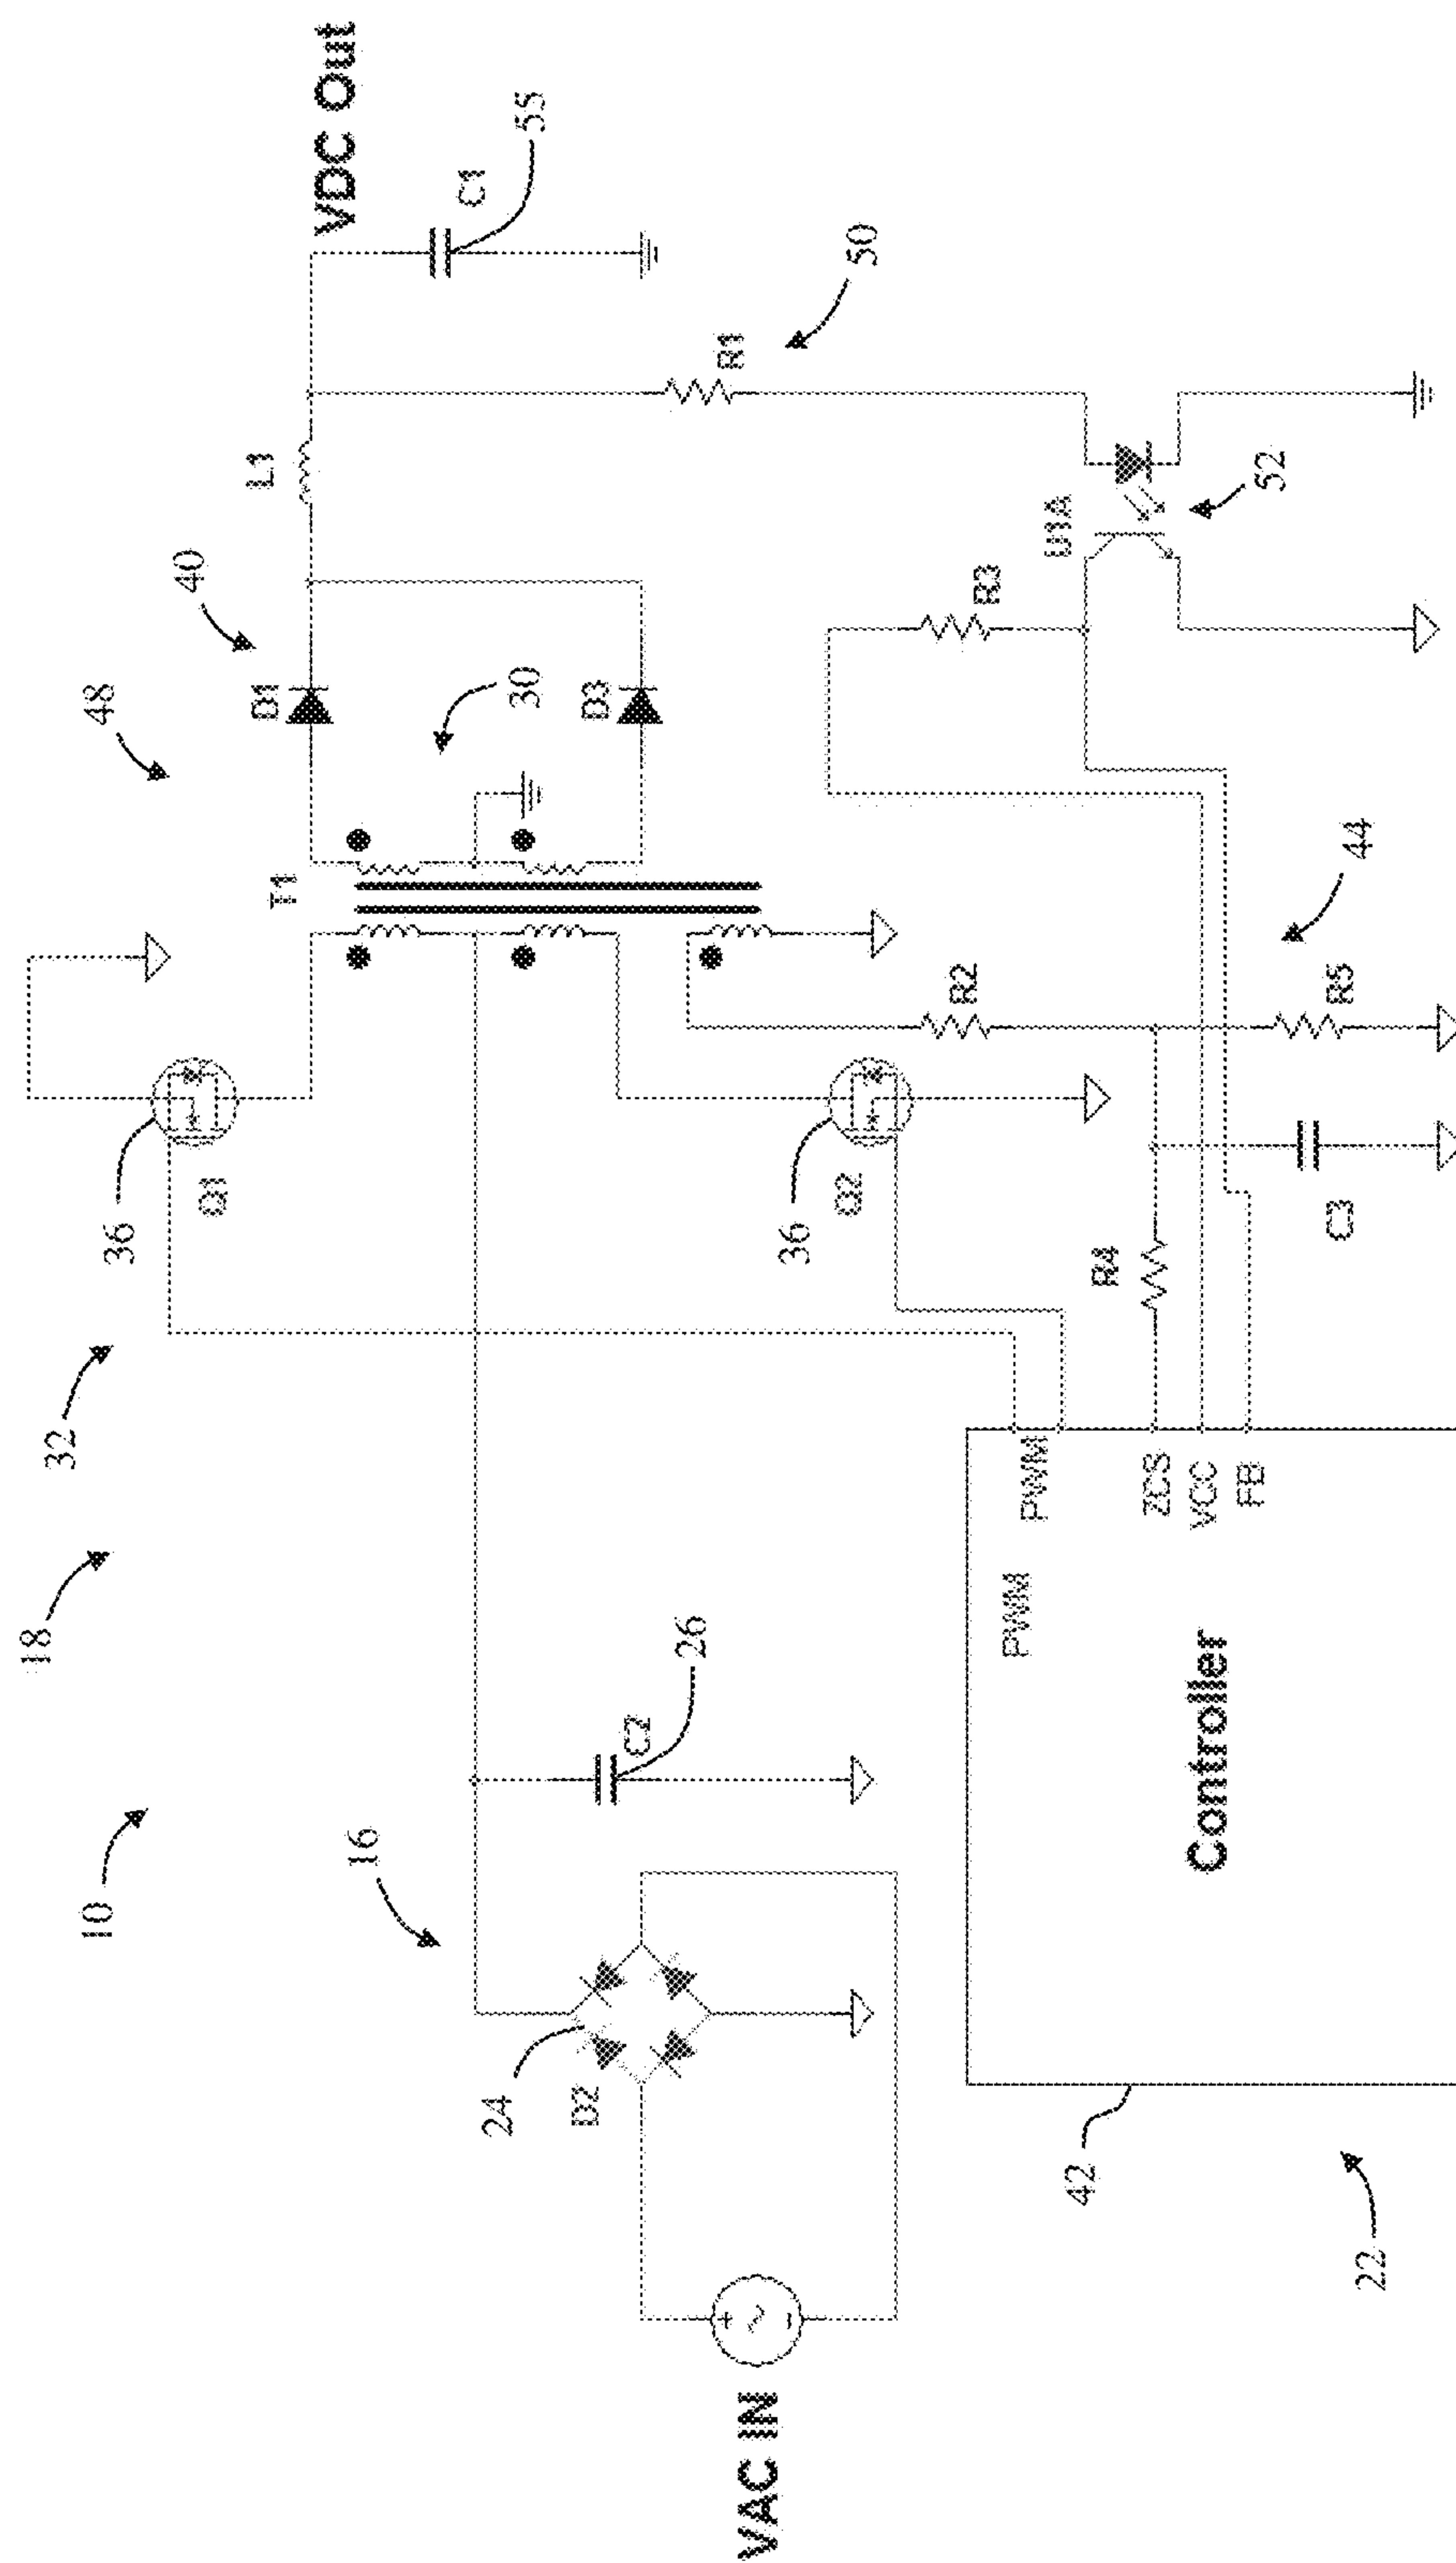 VAC IN
VDC Out
Controller
10
16
18
32
36
Q1
36
Q2
48
40
30
T1
D1
D3
L1
C1
55
50
R1
U1A
52
R3
44
R2
R5
R4
C3
PWM
PWM
ZCS
VCC
FB
C2
26
24
D2
42
22